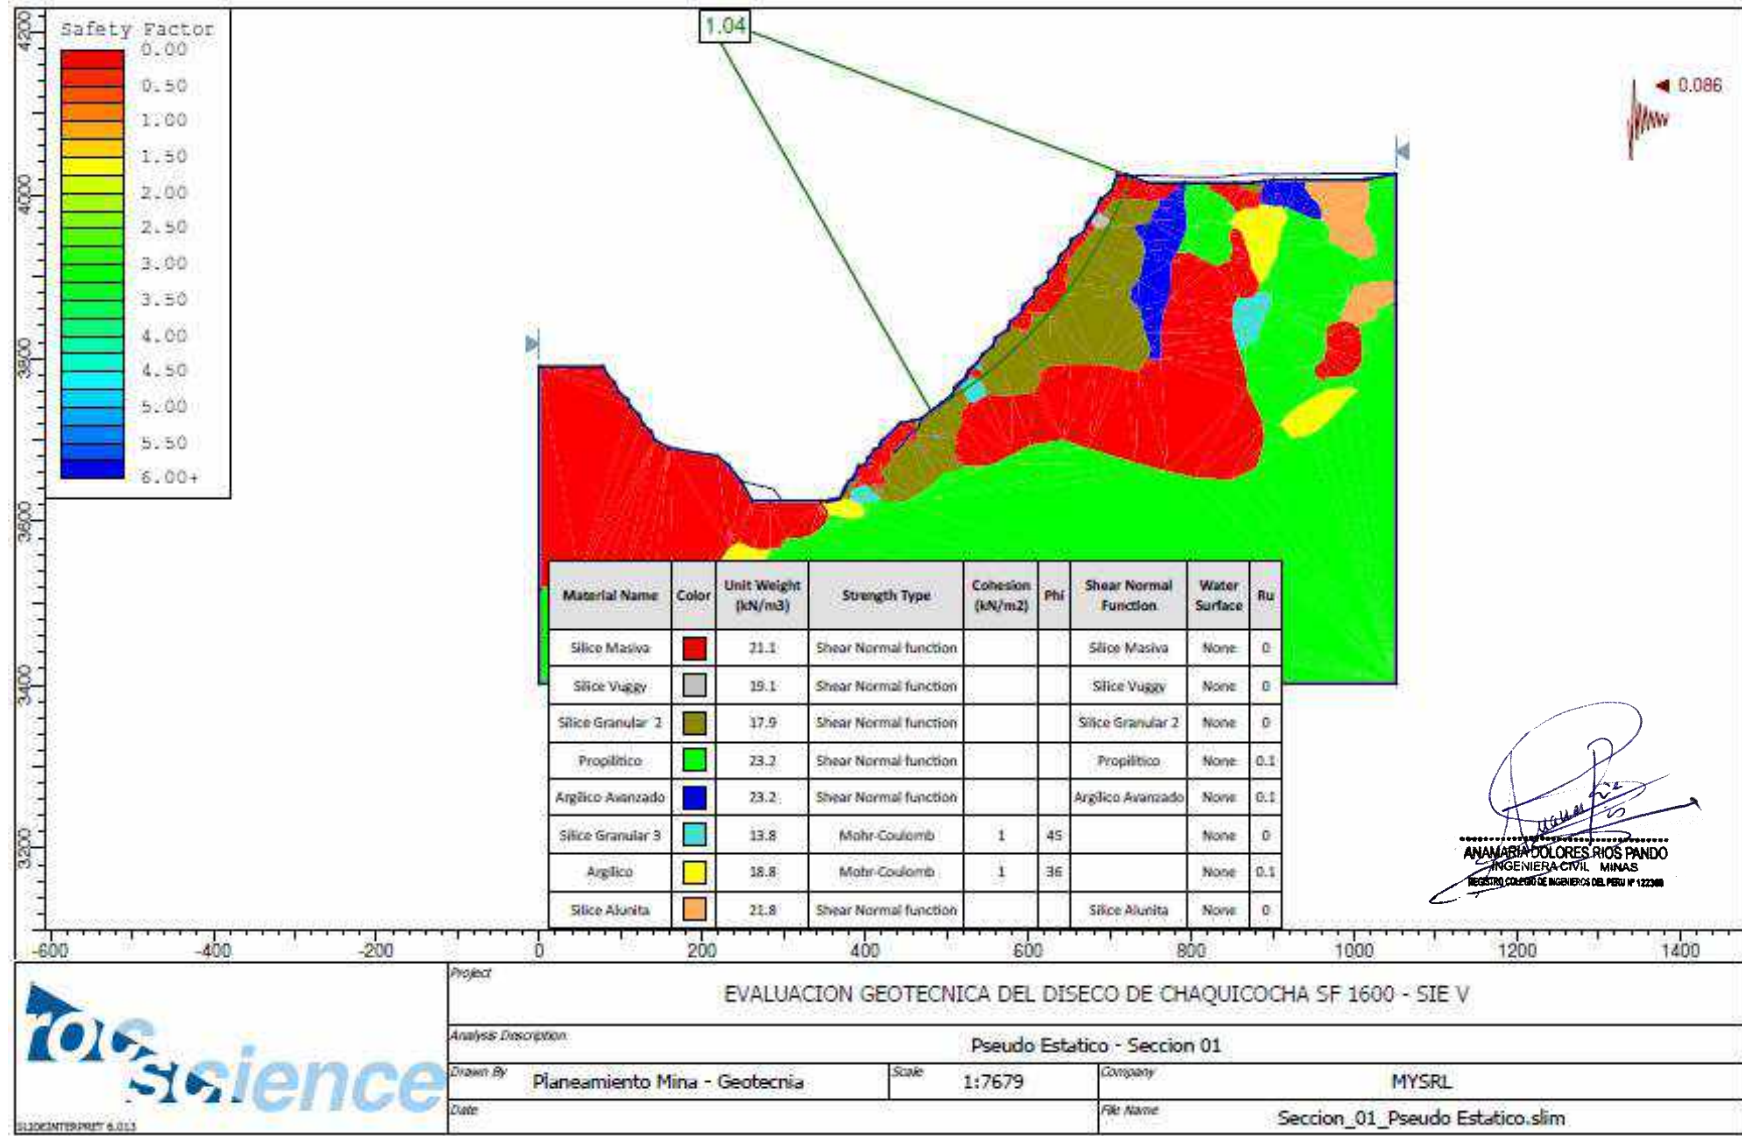 Safety Factor
0.00
0.50
1.00
1.50
2.00
2.50
3.00
3.50
4.00
4.50
5.00
5.50
6.00+
1.04
0.086
4200
4000
3800
3600
3400
3200
-600 -400 -200 0 200 400 600 800 1000 1200 1400
Material Name Color Unit Weight (kN/m3) Strength Type Cohesion (kN/m2) Phi Shear Normal Function Water Surface Ru
Silice Masiva 21.1 Shear Normal function Silice Masiva None 0
Silice Vuggy 19.1 Shear Normal function Silice Vuggy None 0
Silice Granular 2 17.9 Shear Normal function Silice Granular 2 None 0
Propilitico 23.2 Shear Normal function Propilitico None 0.1
Argilico Avanzado 23.2 Shear Normal function Argilico Avanzado None 0.1
Silice Granular 3 13.8 Mohr-Coulomb 1 45 None 0
Argilico 18.8 Mohr-Coulomb 1 36 None 0.1
Silice Alunita 21.8 Shear Normal function Silice Alunita None 0
ANAMARIA DOLORES RIOS PANDO
INGENIERA CIVIL MINAS
REGISTRO COLEGIO DE INGENIEROS DEL PERU Nº
rocscience
SLIDEINTERPRET 6.013
Project
EVALUACION GEOTECNICA DEL DISECO DE CHAQUICOCHA SF 1600 - SIE V
Analysis Description
Pseudo Estatico - Seccion 01
Drawn By Planeamiento Mina - Geotecnia Scale 1:7679 Company MYSRL
Date File Name Seccion_01_Pseudo Estatico.slim